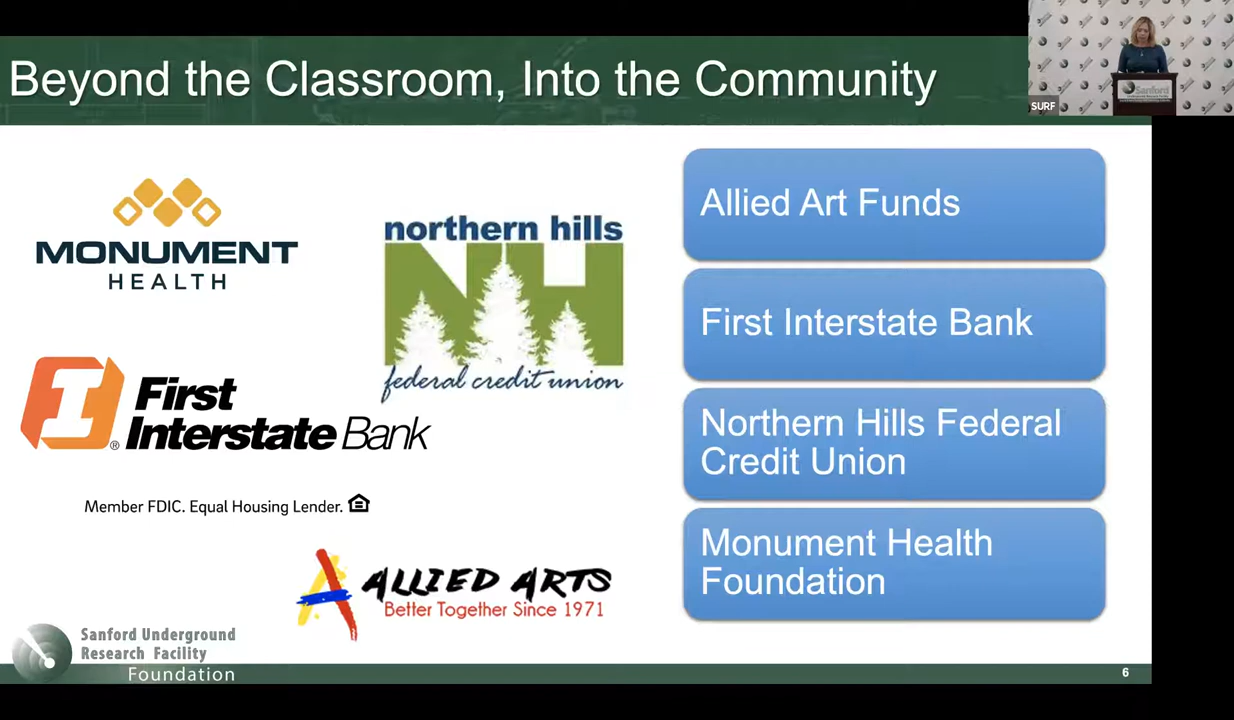 Beyond the Classroom, Into the Community
SURF
Sanford
MONUMENT
HEALTH
northern hills
NH
federal credit union
First
Interstate Bank
®
Member FDIC. Equal Housing Lender.
ALLIED ARTS
Better Together Since 1971
Allied Art Funds
First Interstate Bank
Northern Hills Federal
Credit Union
Monument Health
Foundation
Sanford Underground
Research Facility
Foundation
6